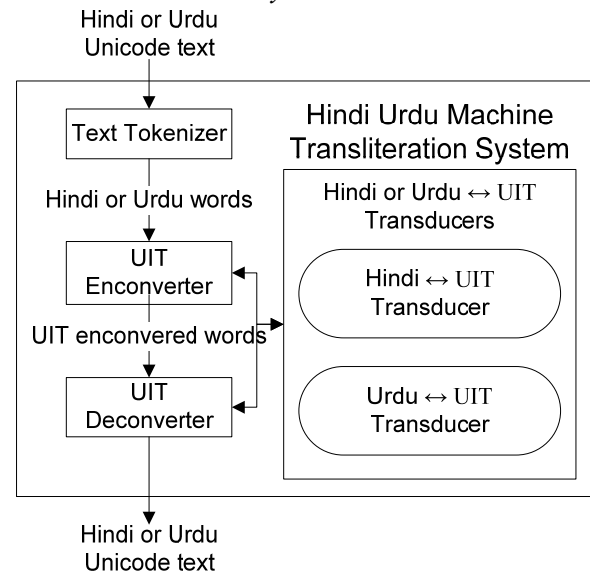 Hindi or Urdu
Unicode text
Text Tokenizer
Hindi or Urdu words
UIT
Enconverter
UIT enconvered words
UIT
Deconverter
Hindi or Urdu
Unicode text
Hindi Urdu Machine
Transliteration System
Hindi or Urdu ↔ UIT
Transducers
Hindi ↔ UIT
Transducer
Urdu ↔ UIT
Transducer